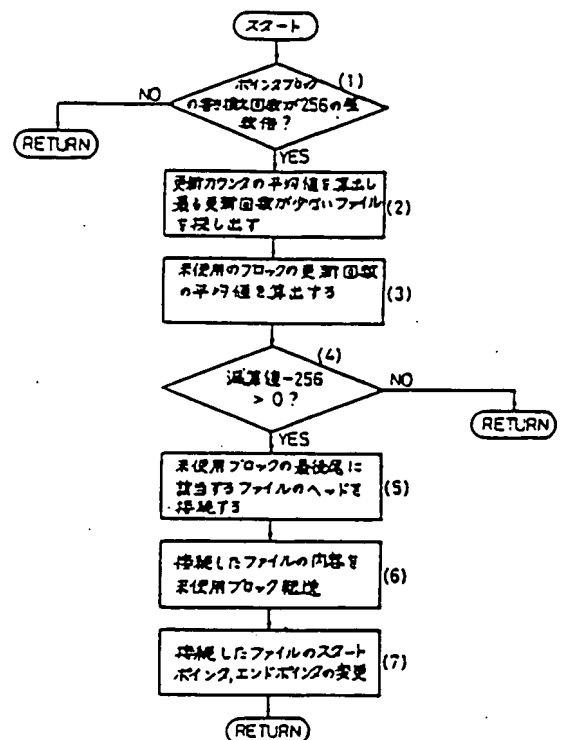 スタート
(1)
ポインタブロック
の書き換え回数が256の整
数倍?
NO
RETURN
YES
更新カウンタの平均値を算出し
最も更新回数が少ないファイル
を探し出す
(2)
未使用のブロックの更新回数
の平均値を算出する
(3)
(4)
減算値-256
> 0?
NO
RETURN
YES
未使用ブロックの最後尾に
該当するファイルのヘッドを
接続する
(5)
接続したファイルの内容を
未使用ブロック転送
(6)
接続したファイルのスタート
ポインタ,エンドポインタの変更
(7)
RETURN